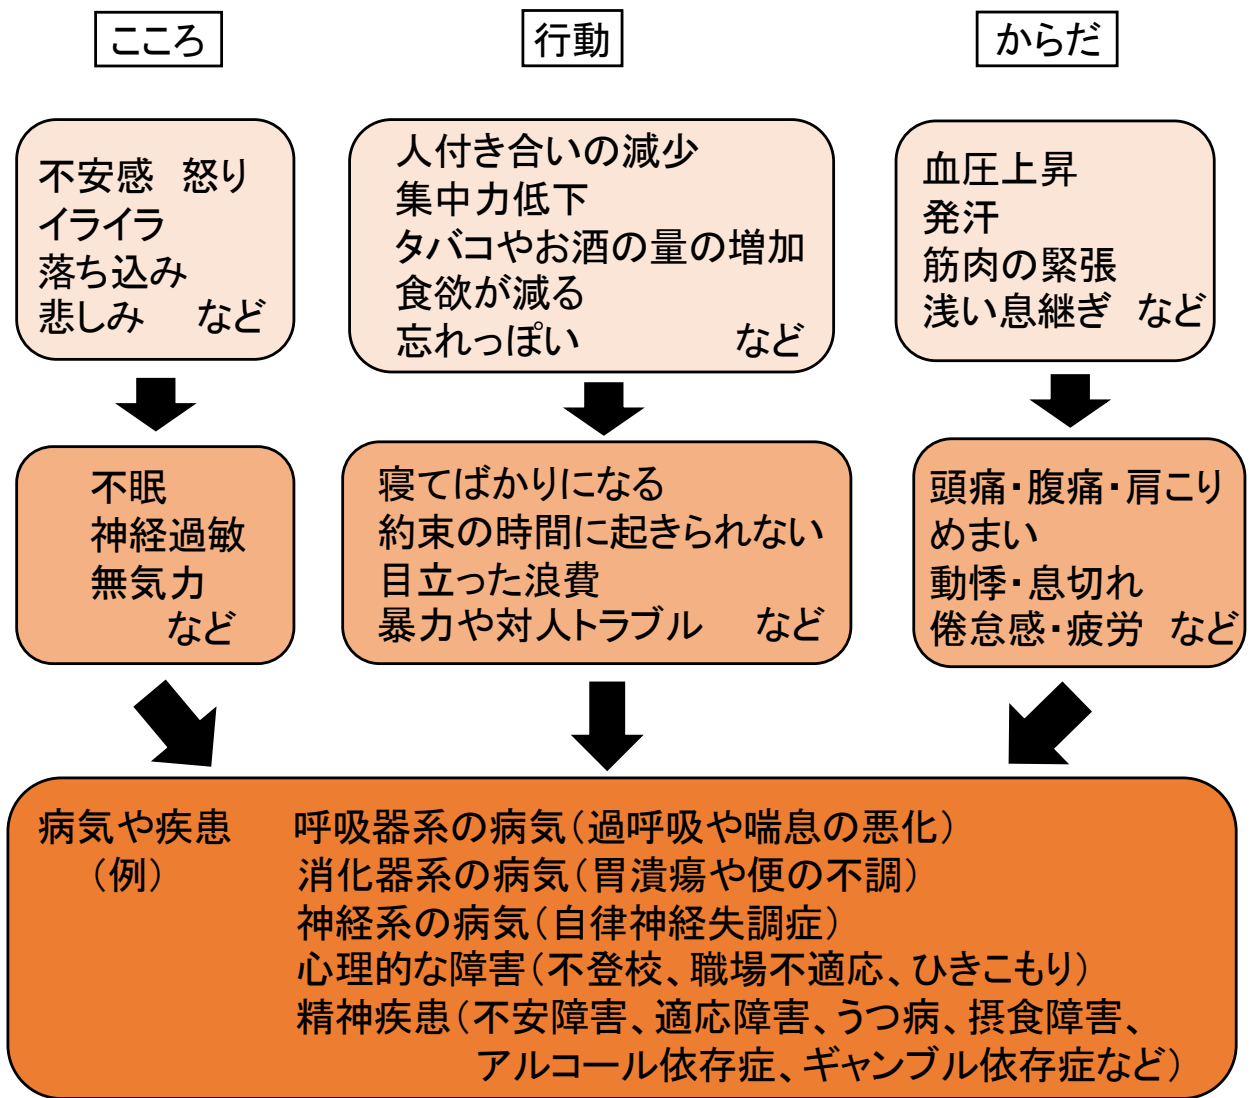 こころ
行動
からだ
不安感 怒り
イライラ
落ち込み
悲しみ など
人付き合いの減少
集中力低下
タバコやお酒の量の増加
食欲が減る
忘れっぽい など
血圧上昇
発汗
筋肉の緊張
浅い息継ぎ など
不眠
神経過敏
無気力
など
寝てばかりになる
約束の時間に起きられない
目立った浪費
暴力や対人トラブル など
頭痛・腹痛・肩こり
めまい
動悸・息切れ
倦怠感・疲労 など
病気や疾患 呼吸器系の病気（過呼吸や喘息の悪化）
（例） 消化器系の病気（胃潰瘍や便の不調）
神経系の病気（自律神経失調症）
心理的な障害（不登校、職場不適応、ひきこもり）
精神疾患（不安障害、適応障害、うつ病、摂食障害、
アルコール依存症、ギャンブル依存症など）